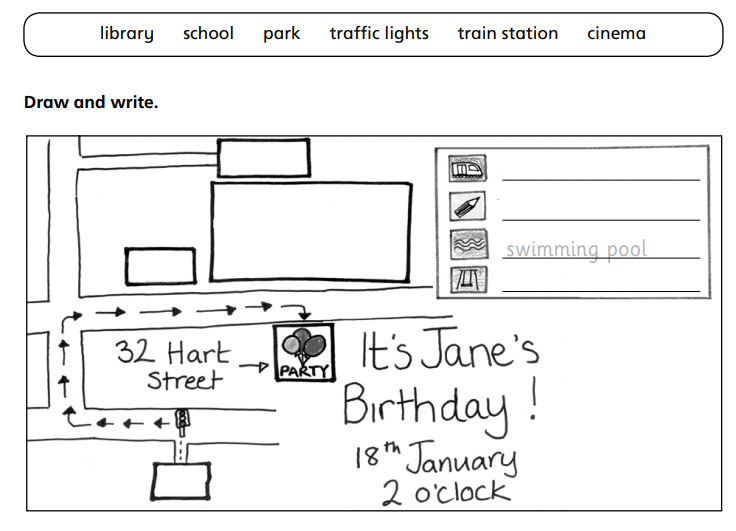 library school park traffic lights train station cinema
Draw and write.
swimming pool
32 Hart
Street
PARTY
It's Jane's
Birthday!
18th January
2 o'clock